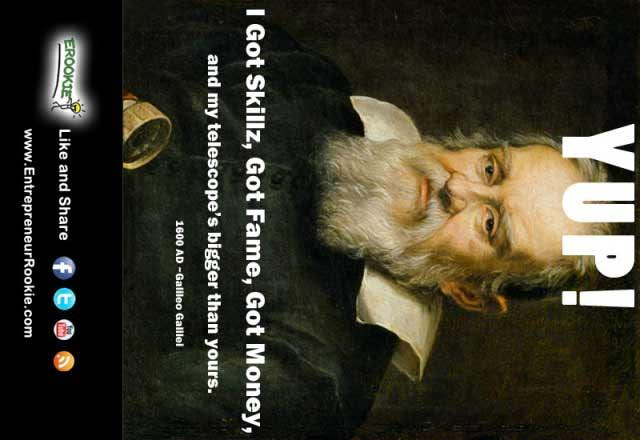 YUP!
I Got Skillz, Got Fame, Got Money,
and my telescope's bigger than yours.
1600 AD ~Galileo Galilei
EROOKIE
Like and Share
www.EntrepreneurRookie.com